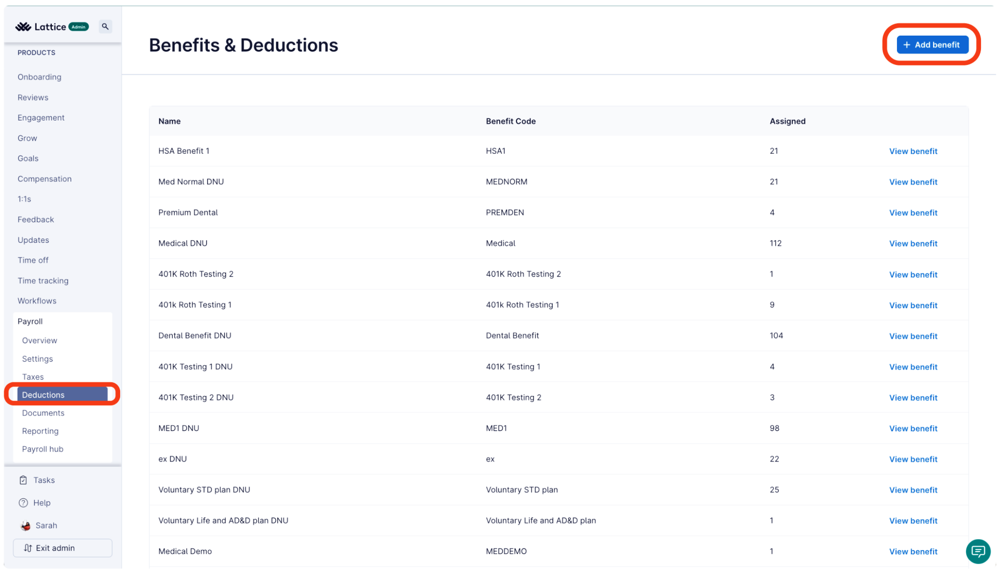 Lattice Admin
PRODUCTS
Onboarding
Reviews
Engagement
Grow
Goals
Compensation
1:1s
Feedback
Updates
Time off
Time tracking
Workflows
Payroll
Overview
Settings
Taxes
Deductions
Documents
Reporting
Payroll hub
Tasks
Help
Sarah
Exit admin
Benefits & Deductions
+ Add benefit
Name Benefit Code Assigned
HSA Benefit 1 HSA1 21 View benefit
Med Normal DNU MEDNORM 21 View benefit
Premium Dental PREMDEN 4 View benefit
Medical DNU Medical 112 View benefit
401K Roth Testing 2 401K Roth Testing 2 1 View benefit
401k Roth Testing 1 401k Roth Testing 1 9 View benefit
Dental Benefit DNU Dental Benefit 104 View benefit
401K Testing 1 DNU 401K Testing 1 4 View benefit
401K Testing 2 DNU 401K Testing 2 3 View benefit
MED1 DNU MED1 98 View benefit
ex DNU ex 22 View benefit
Voluntary STD plan DNU Voluntary STD plan 25 View benefit
Voluntary Life and AD&D plan DNU Voluntary Life and AD&D plan 1 View benefit
Medical Demo MEDDEMO 1 View benefit